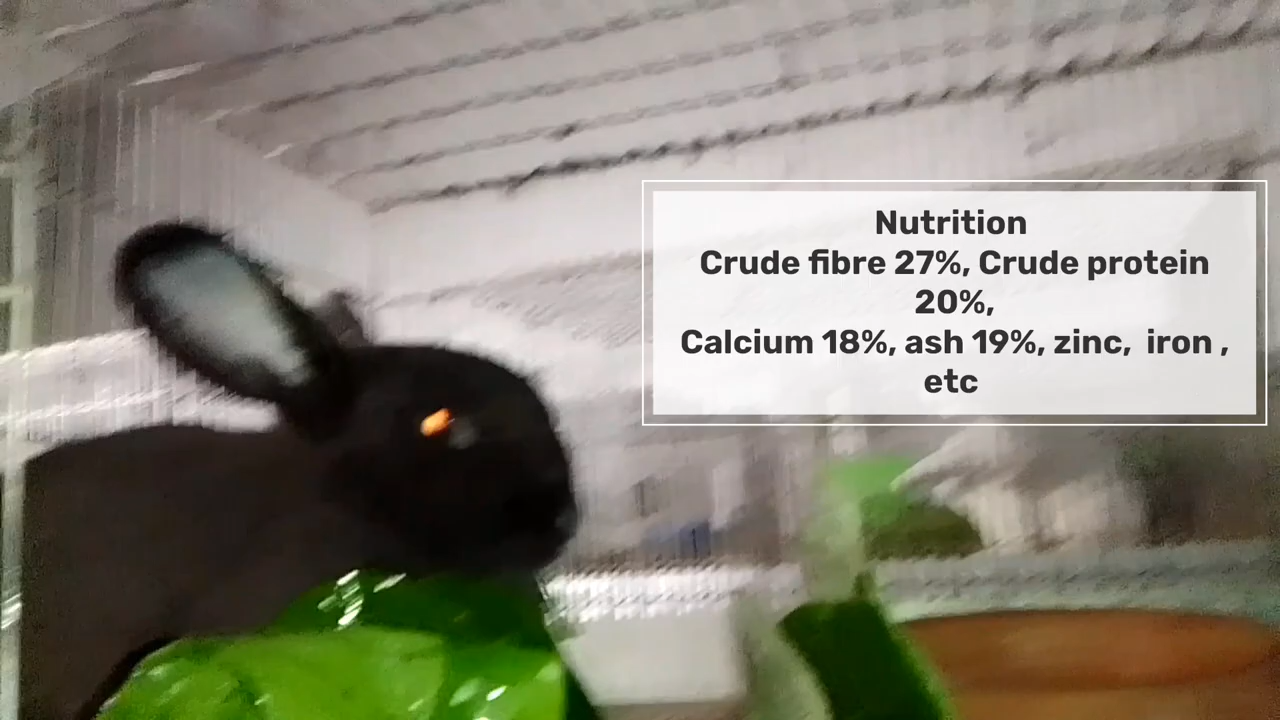 Nutrition
Crude fibre 27%, Crude protein
20%,
Calcium 18%, ash 19%, zinc,  iron ,
etc